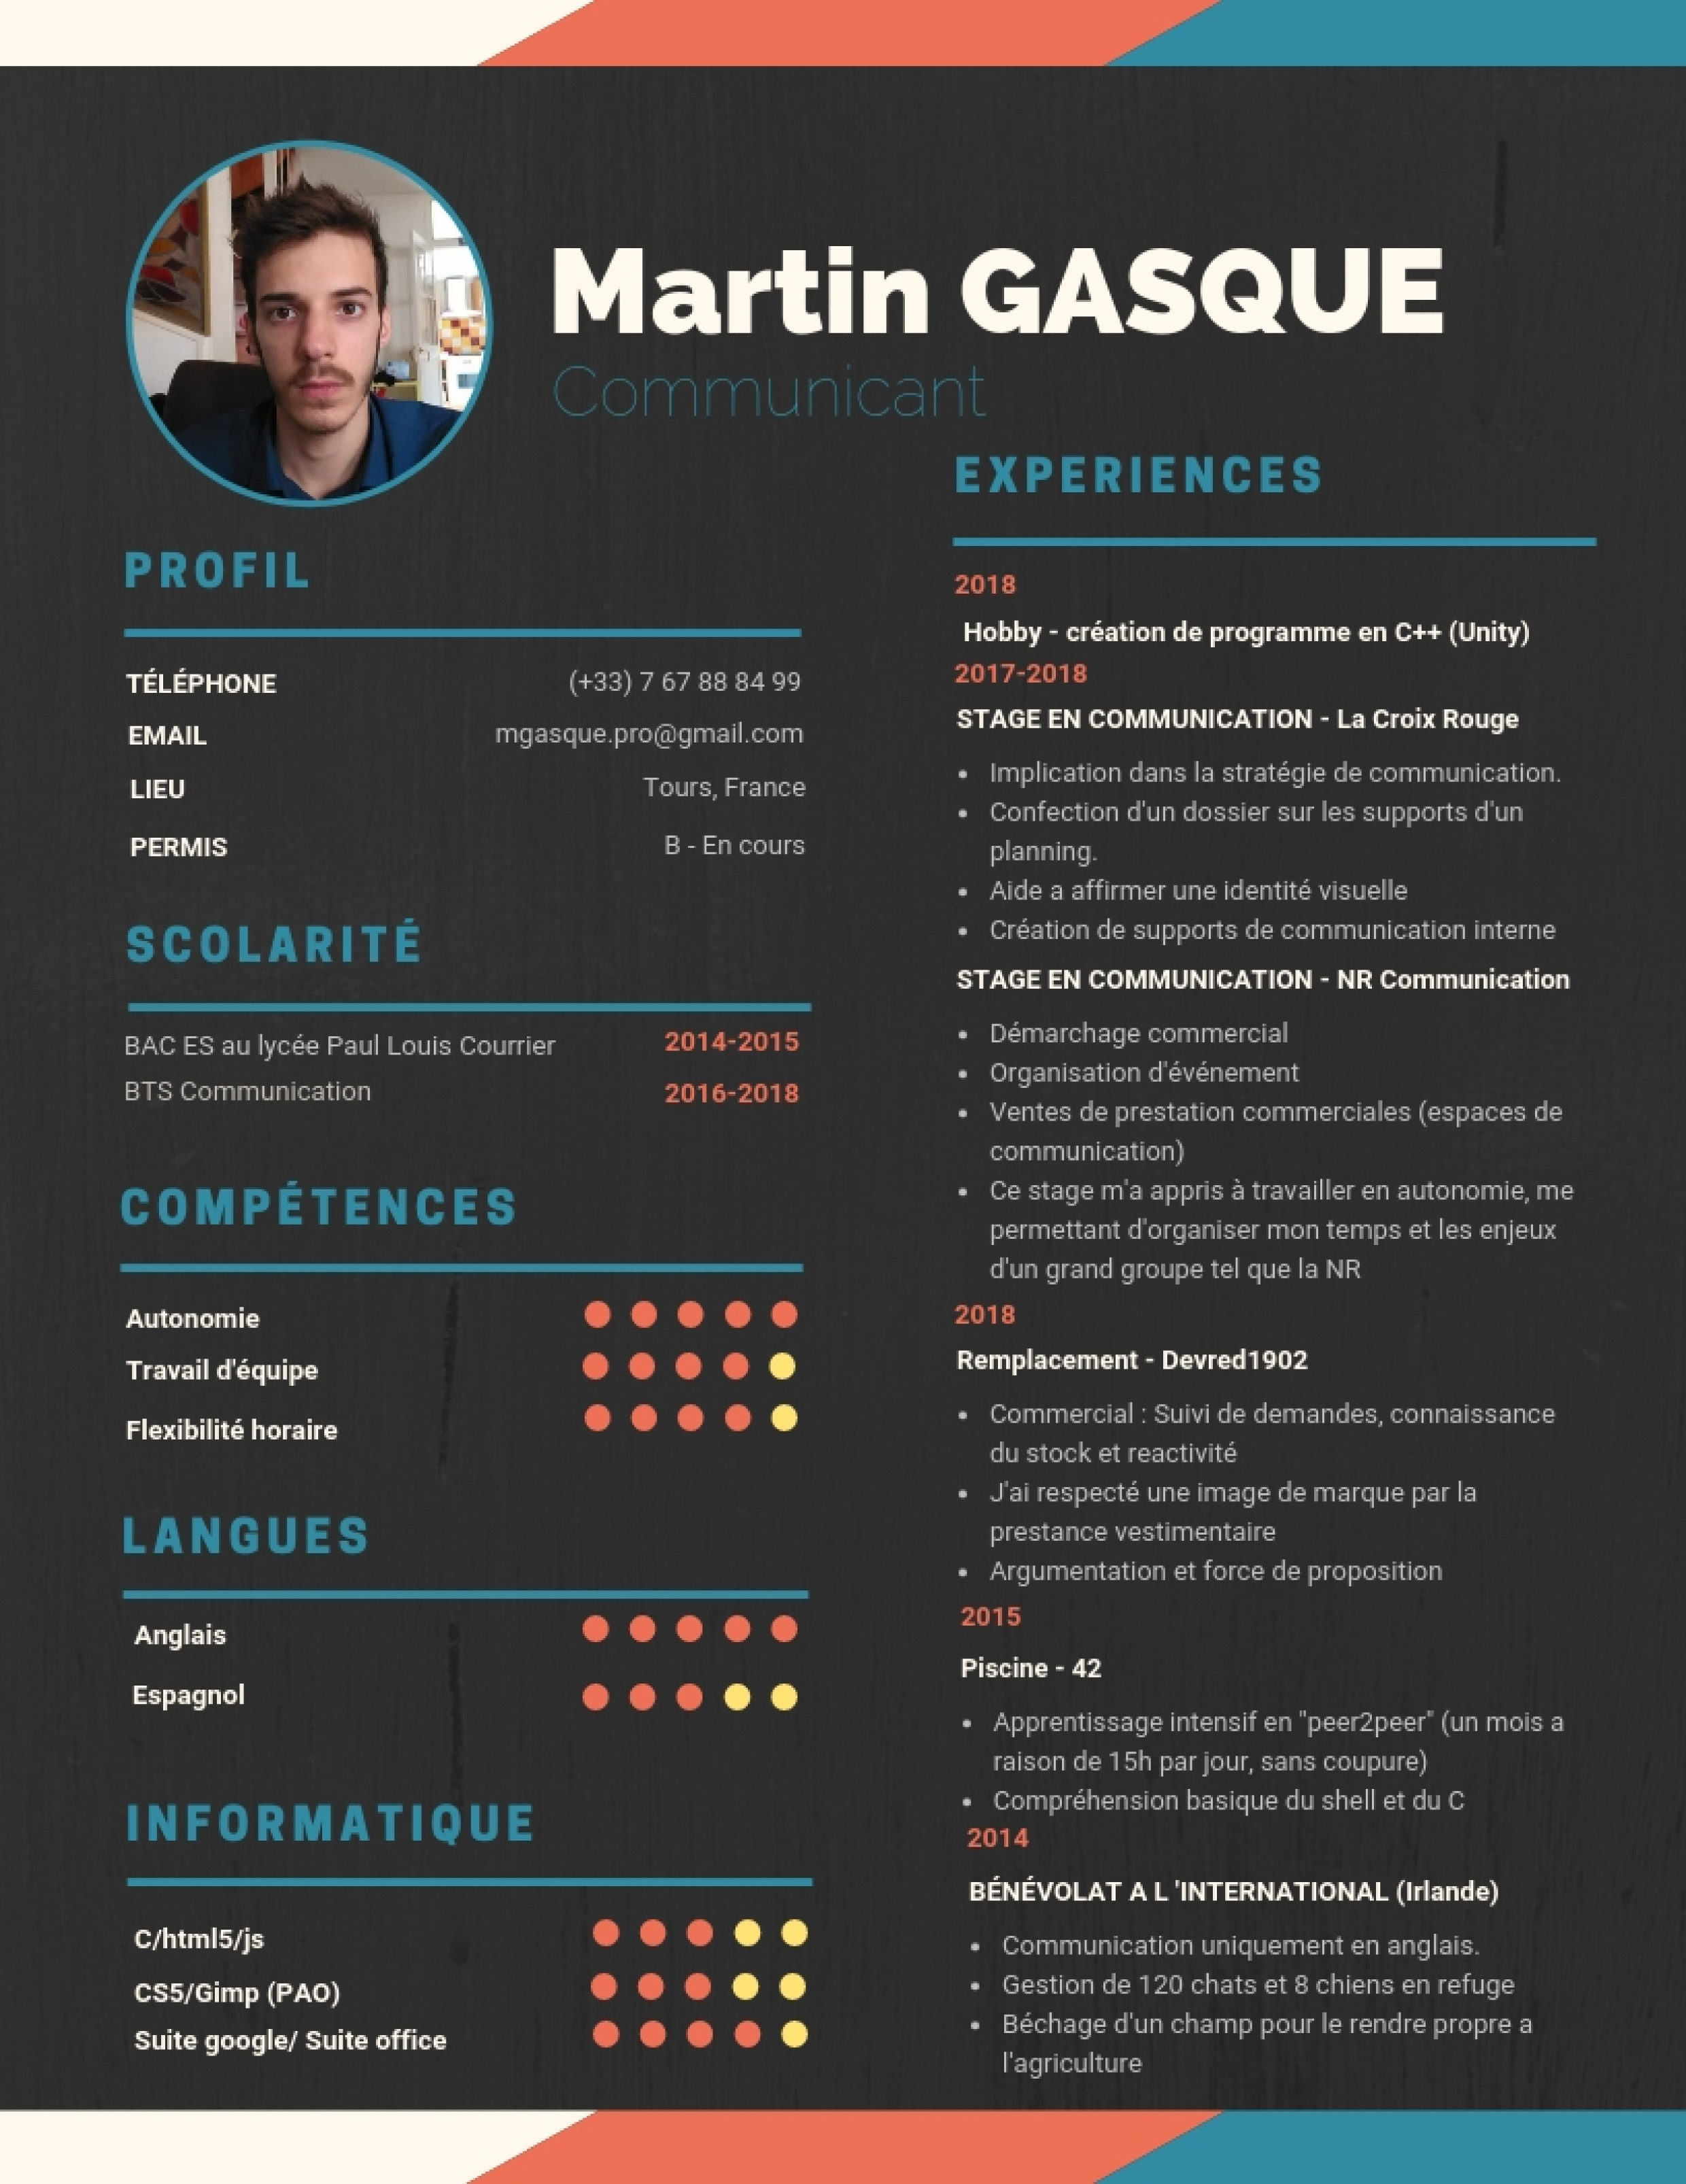 Martin GASQUE
Communicant
PROFIL
TÉLÉPHONE (+33) 7 67 88 84 99
EMAIL mgasque.pro@gmail.com
LIEU Tours, France
PERMIS B - En cours
SCOLARITÉ
BAC ES au lycée Paul Louis Courrier 2014-2015
BTS Communication 2016-2018
COMPÉTENCES
Autonomie
Travail d'équipe
Flexibilité horaire
LANGUES
Anglais
Espagnol
INFORMATIQUE
C/html5/js
CS5/Gimp (PAO)
Suite google/ Suite office
EXPERIENCES
2018
Hobby - création de programme en C++ (Unity)
2017-2018
STAGE EN COMMUNICATION - La Croix Rouge
• Implication dans la stratégie de communication.
• Confection d'un dossier sur les supports d'un
planning.
• Aide a affirmer une identité visuelle
• Création de supports de communication interne
STAGE EN COMMUNICATION - NR Communication
• Démarchage commercial
• Organisation d'événement
• Ventes de prestation commerciales (espaces de
communication)
• Ce stage m'a appris à travailler en autonomie, me
permettant d'organiser mon temps et les enjeux
d'un grand groupe tel que la NR
2018
Remplacement - Devred1902
• Commercial : Suivi de demandes, connaissance
du stock et reactivité
• J'ai respecté une image de marque par la
prestance vestimentaire
• Argumentation et force de proposition
2015
Piscine - 42
• Apprentissage intensif en "peer2peer" (un mois a
raison de 15h par jour, sans coupure)
• Compréhension basique du shell et du C
2014
BÉNÉVOLAT A L 'INTERNATIONAL (Irlande)
• Communication uniquement en anglais.
• Gestion de 120 chats et 8 chiens en refuge
• Béchage d'un champ pour le rendre propre a
l'agriculture